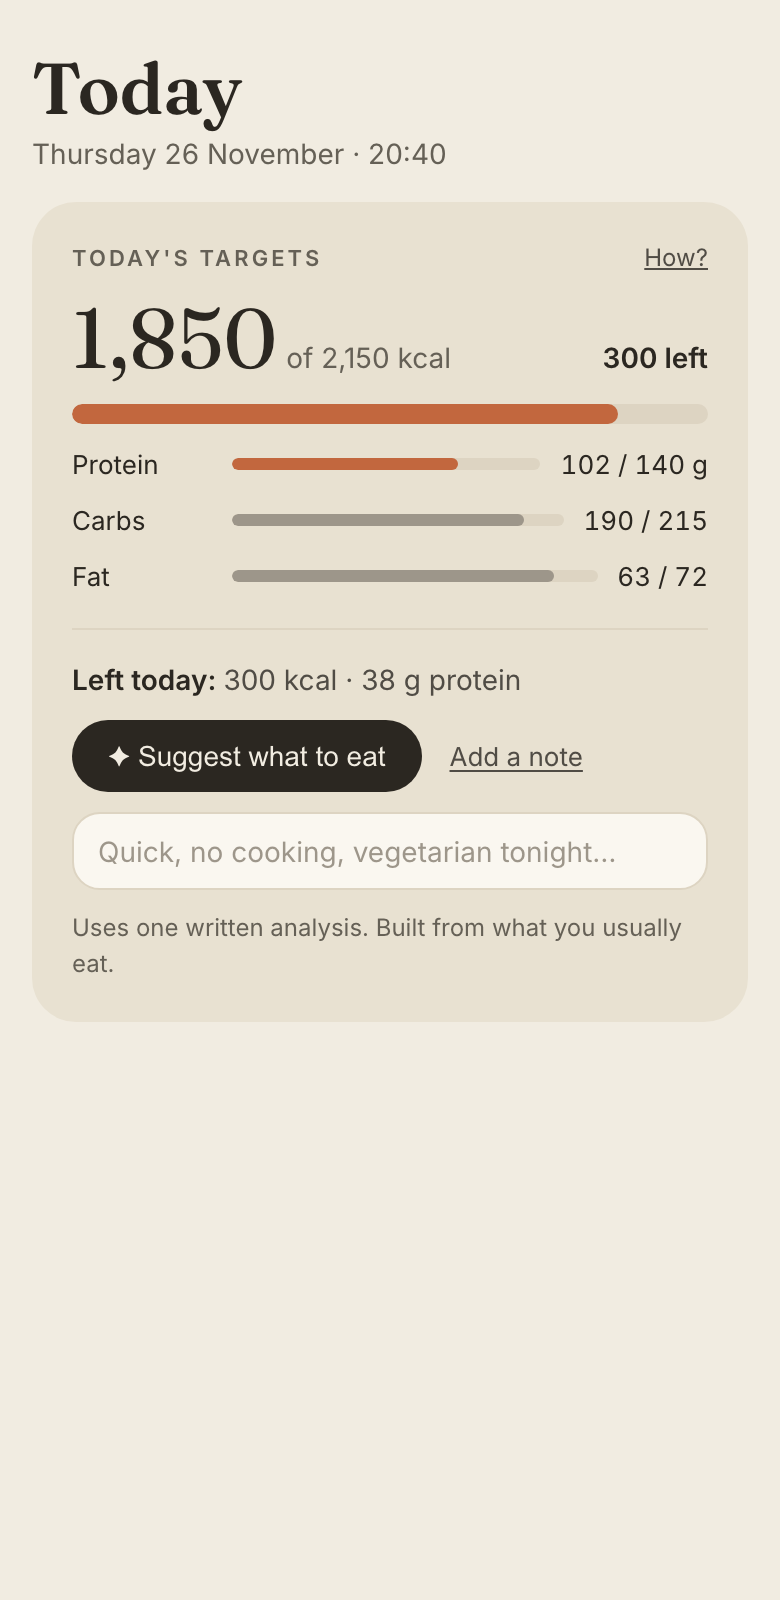 Today
Thursday 26 November · 20:40
TODAY'S TARGETS
How?
1,850 of 2,150 kcal
300 left
Protein
102 / 140 g
Carbs
190 / 215
Fat
63 / 72
Left today: 300 kcal · 38 g protein
✦ Suggest what to eat
Add a note
Quick, no cooking, vegetarian tonight...
Uses one written analysis. Built from what you usually
eat.